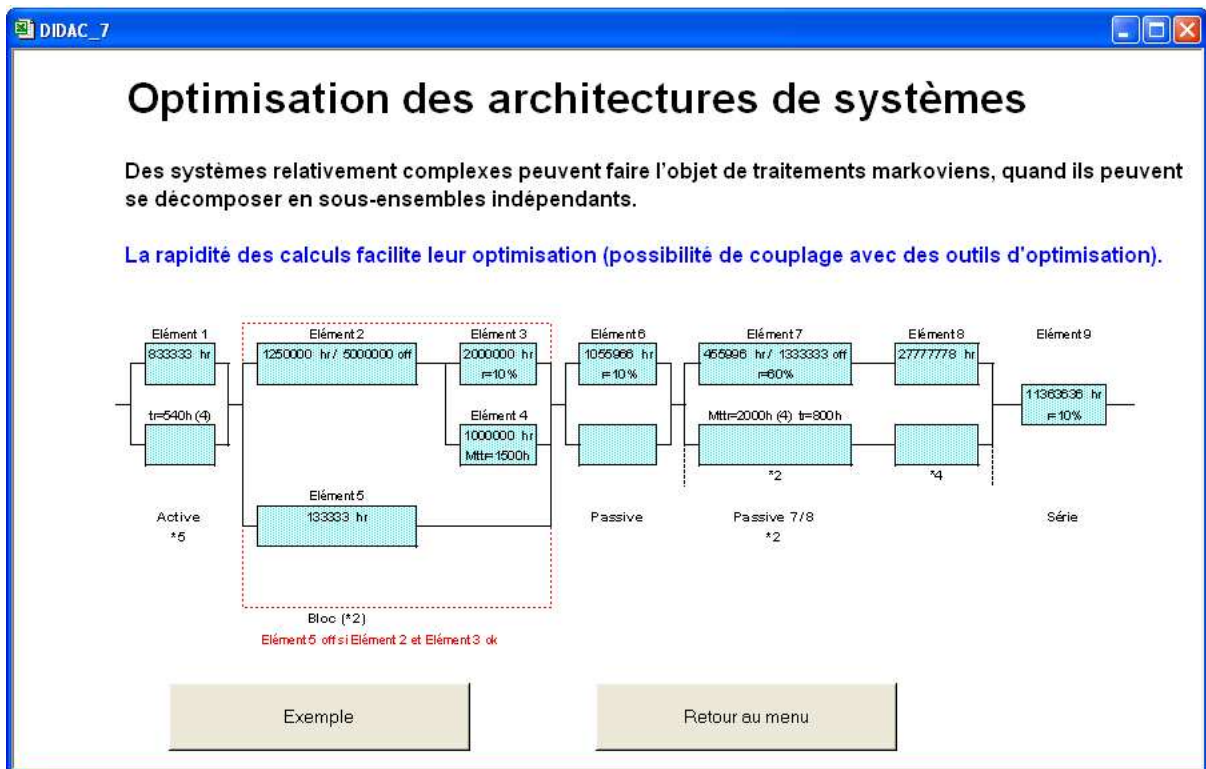 DIDAC_7
Optimisation des architectures de systèmes
Des systèmes relativement complexes peuvent faire l'objet de traitements markoviens, quand ils peuvent
se décomposer en sous-ensembles indépendants.
La rapidité des calculs facilite leur optimisation (possibilité de couplage avec des outils d'optimisation).
Elément 1
833333 hr
tr=540h (4)
Active
*5
Elément 2
1250000 hr/ 5000000 off
Elément 3
2000000 hr
r=10%
Elément 4
1000000 hr
Mttr=1500h
Elément 5
133333 hr
Bloc (*2)
Elément 5 off si Elément 2 et Elément 3 ok
Elément 6
1055966 hr
r=10%
Passive
Elément 7
455996 hr/ 1333333 off
r=60%
Mttr=2000h (4) tr=800h
*2
Passive 7/8
*2
Elément 8
27777778 hr
*4
Elément 9
11363636 hr
r=10%
Série
Exemple
Retour au menu